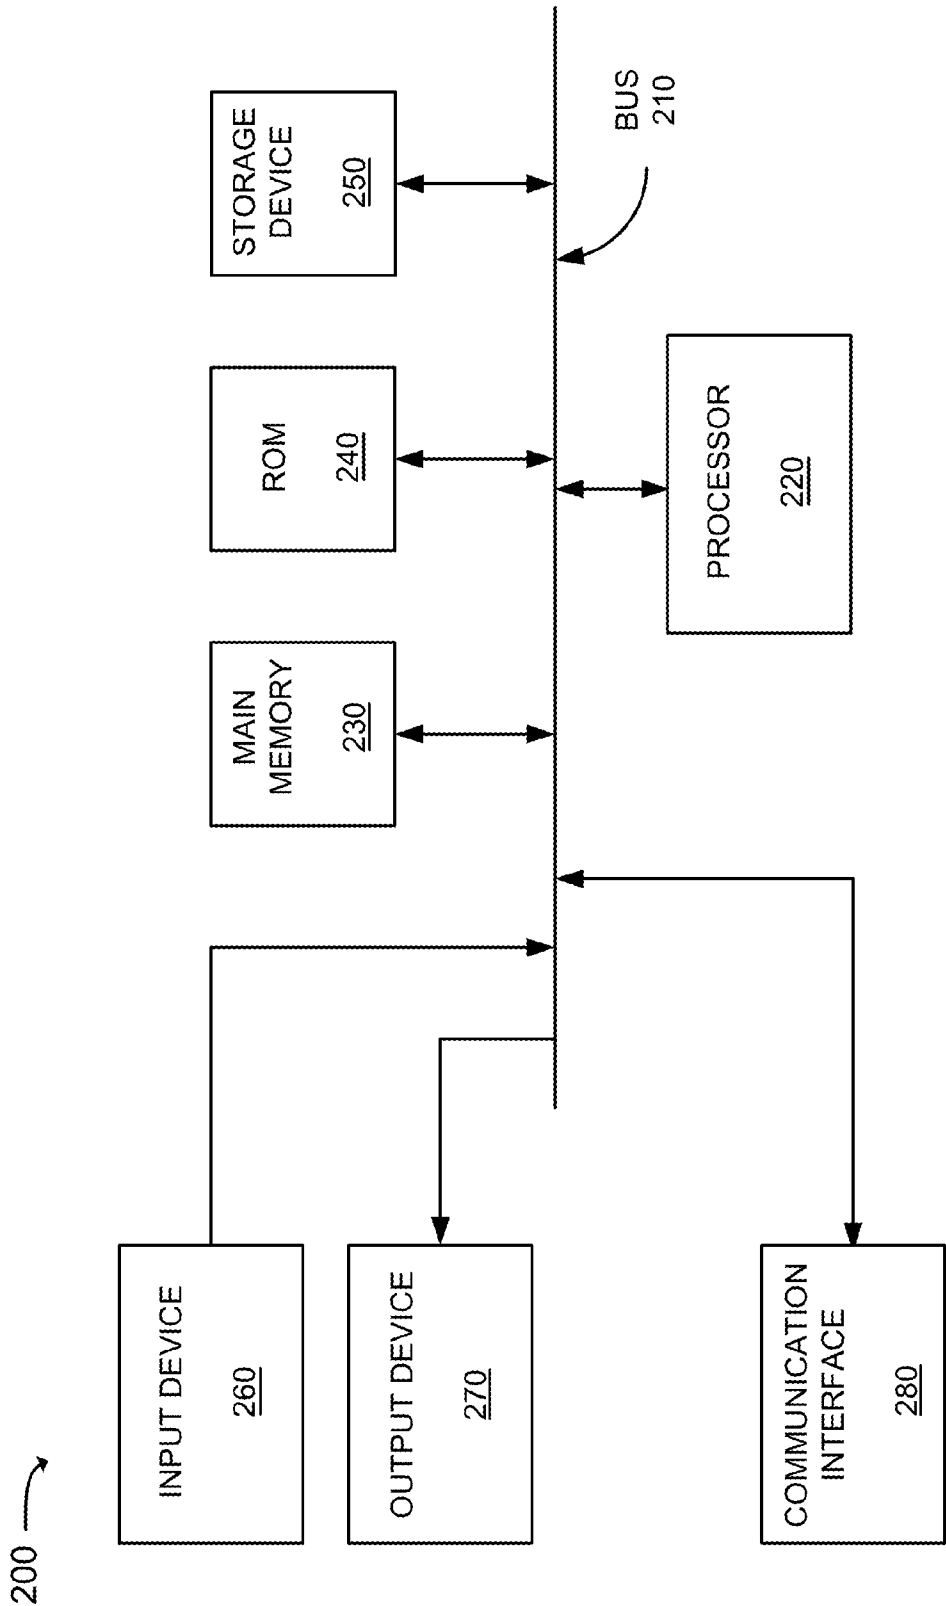 200
INPUT DEVICE
260
OUTPUT DEVICE
270
COMMUNICATION
INTERFACE
280
MAIN
MEMORY
230
ROM
240
STORAGE
DEVICE
250
PROCESSOR
220
BUS
210